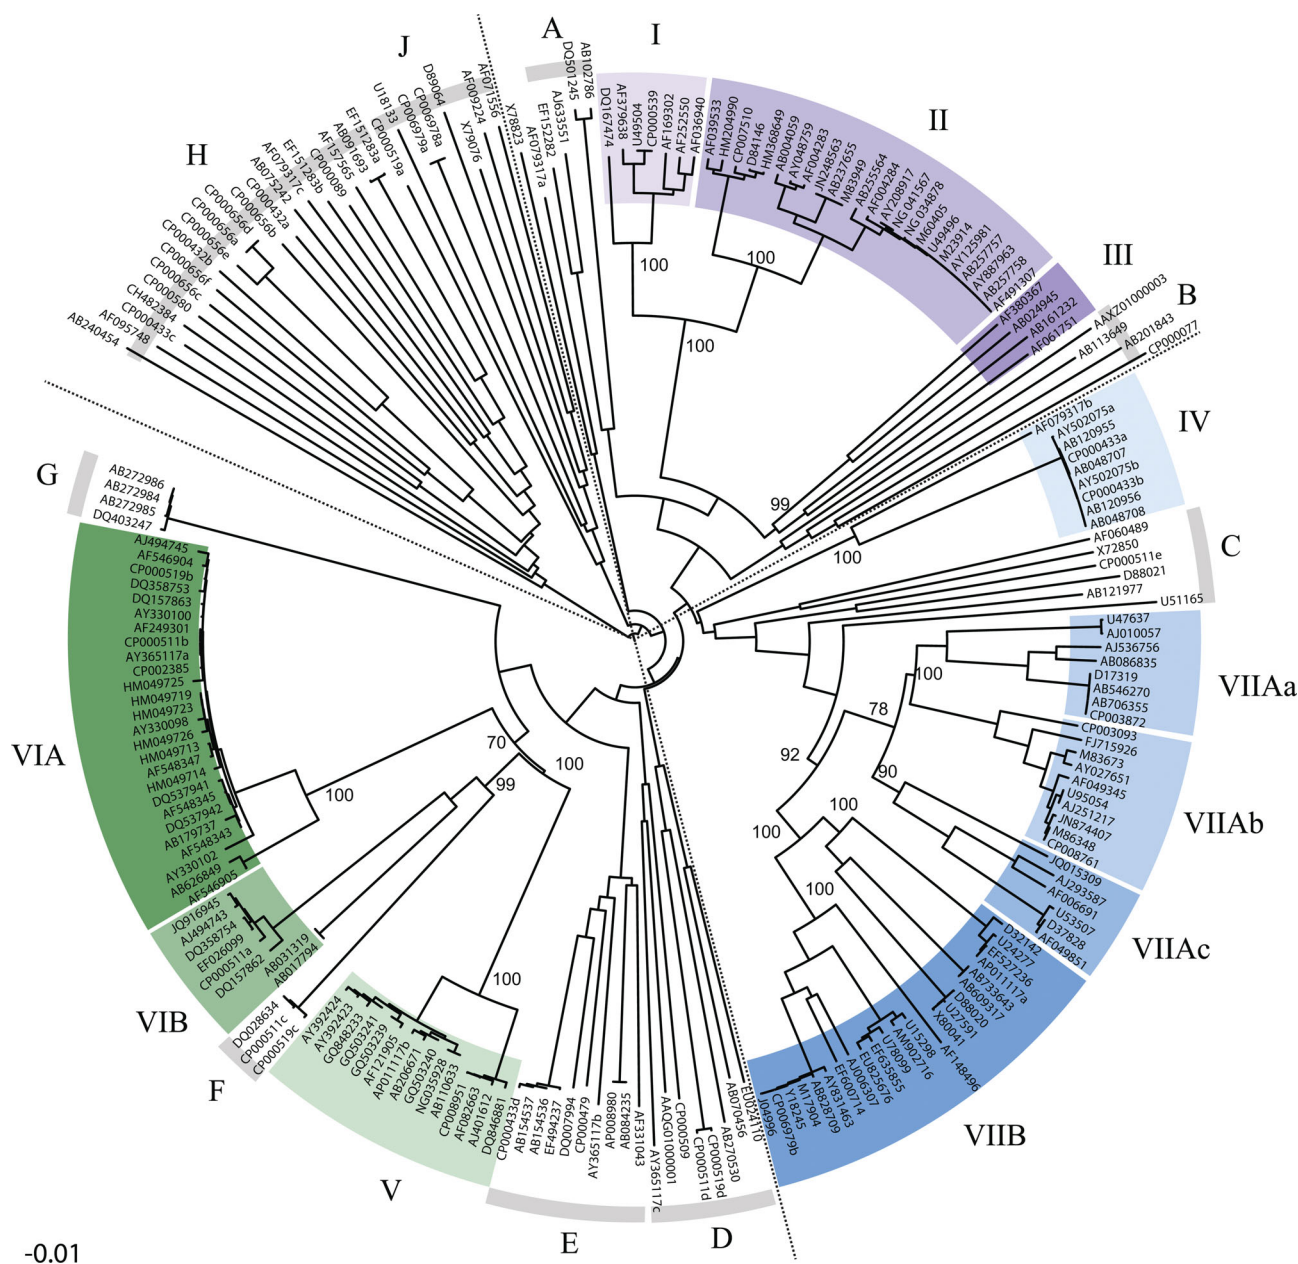 J
A
I
II
III
B
IV
C
VIIAa
VIIAb
VIIAc
VIIB
D
E
V
F
VIB
VIA
G
H
AB240454
AF095748
CP000433c
CH482384
CP000580
CP000656c
CP000656f
CP000432b
CP000656e
CP000656a
CP000656d
CP000656b
CP000432a
AB075242
AF079317c
EF151283b
CP000089
AF157565
AB091693
EF151283a
CP000519a
U18133
CP006979a
CP006978a
D89064
X79076
AF009224
AF071556
X78823
AF079317a
EF152282
AJ633551
DQ501245
AB102786
DQ167474
AF379638
U49504
CP000539
AF169302
AF252550
AF036940
AF039533
HM204990
CP007510
D84146
HM368649
AB004059
AY048759
AF004283
JN248563
AB237655
M83949
AB255564
AF004284
AY208917
NG_041567
NG_034878
M60405
U49496
M23914
AY125981
AB257757
AY887963
AB257758
AF491307
AF380367
AB024945
AB161232
AF061751
AAXZ01000003
AB113649
AB201843
CP000077
AF079317b
AY502075a
AB120955
CP000433a
AB048707
AY502075b
CP000433b
AB120956
AB048708
AF060489
X72850
CP000511e
D88021
AB121977
U51165
U47637
AJ010057
AJ536756
AB086835
D17319
AB546270
AB706355
CP003872
CP003093
FJ715926
M83673
AY027651
AF049345
U95054
AJ251217
JN874407
M86348
CP008761
JQ015309
AJ293587
AF006691
U53507
D37828
AF049851
D32142
U24277
EF527236
AP011117a
AB733643
AB609317
D88020
U27591
X80041
AF148496
U15298
AM902716
U78099
EF635855
EU825676
AJ006307
EF600714
AY831463
AB828709
M17904
Y18245
CP006979b
J04996
EU024110
AB070456
AB270530
CP000519d
CP000511d
CP000509
AAQG01000001
AY365117c
AF331043
AB084235
AP008980
AY365117b
CP000479
DQ007994
EF494237
AB154536
AB154537
CP000433d
DQ846881
AJ401612
AF082663
CP008951
AB110633
NG035928
GQ503240
AB206671
AP011117b
AF121905
GQ503239
GQ503241
GQ848233
AY392423
AY392424
CP000519c
CP000511c
DQ028634
AB017794
AB031319
DQ157862
CP000511a
EF026099
DQ358754
AJ494743
JQ916945
AF546905
AB626849
AY330102
AF548343
AB179737
DQ537942
AF548345
DQ537941
HM049714
AF548347
HM049713
HM049726
AY330098
HM049723
HM049719
HM049725
CP002385
AY365117a
CP000511b
AF249301
AY330100
DQ157863
DQ358753
CP000519b
AF546904
AJ494745
DQ403247
AB272985
AB272984
AB272986
100
100
100
99
100
100
78
90
92
100
100
100
70
100
99
100
100
-0.01